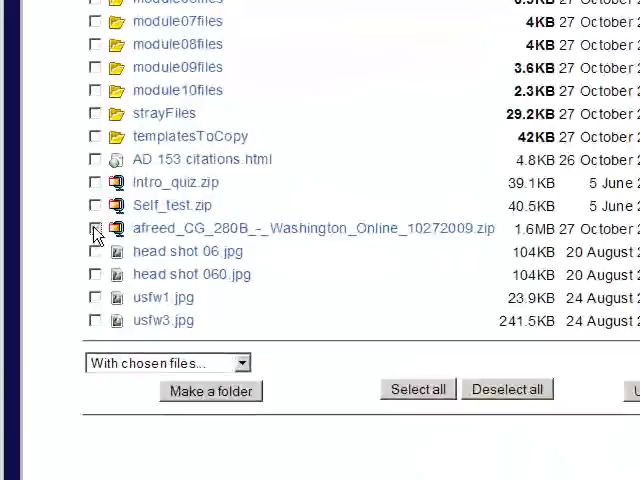 module07files 4KB 27 October
module08files 4KB 27 October
module09files 3.6KB 27 October
module10files 2.3KB 27 October
strayFiles 29.2KB 27 October
templatesToCopy 42KB 27 October
AD 153 citations.html 4.8KB 26 October
Intro_quiz.zip 39.1KB 5 June
Self_test.zip 40.5KB 5 June
afreed_CG_280B_-_Washington_Online_10272009.zip 1.6MB 27 October
head shot 06.jpg 104KB 20 August
head shot 060.jpg 104KB 20 August
usfw1.jpg 23.9KB 24 August
usfw3.jpg 241.5KB 24 August
With chosen files...
Make a folder Select all Deselect all